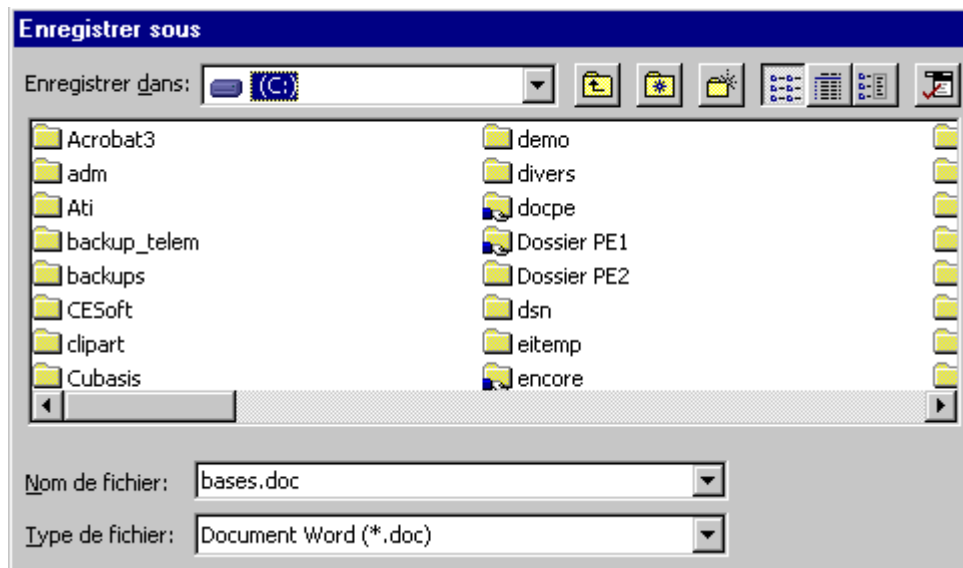 Enregistrer sous
Enregistrer dans: (C:)
Acrobat3
adm
Ati
backup_telem
backups
CESoft
clipart
Cubasis
demo
divers
docpe
Dossier PE1
Dossier PE2
dsn
eitemp
encore
Nom de fichier: bases.doc
Type de fichier: Document Word (*.doc)